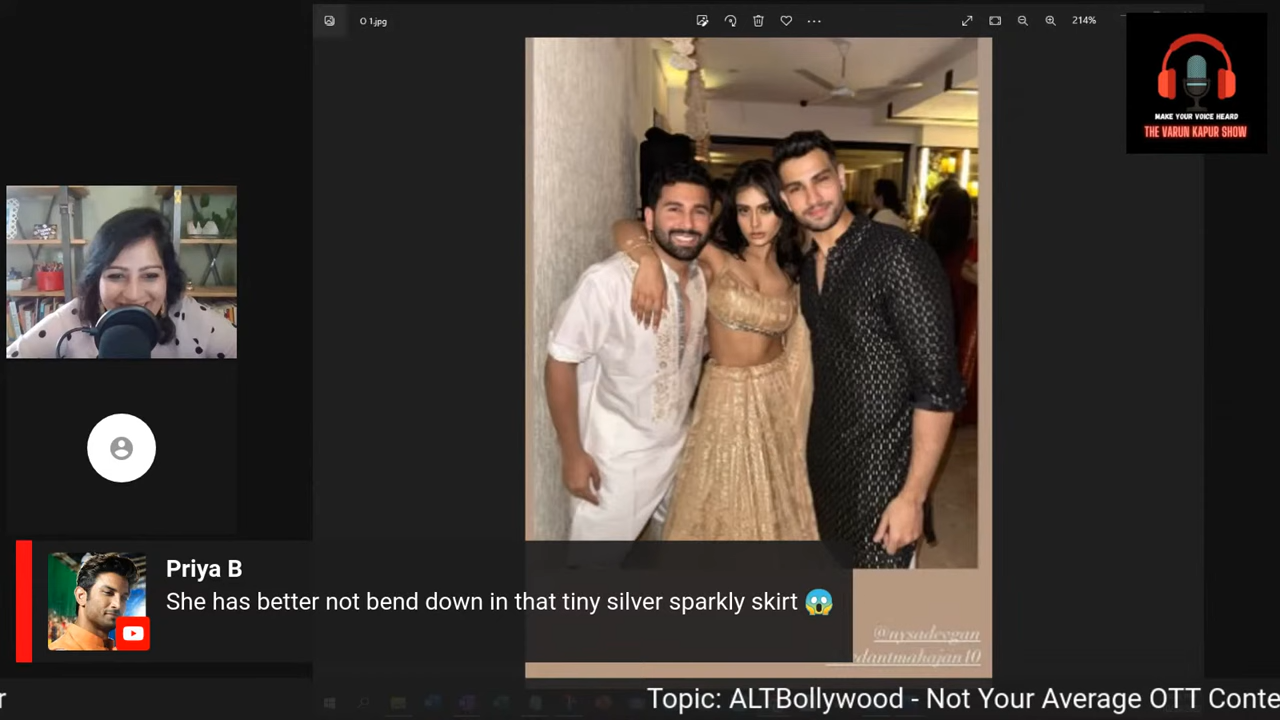 O 1.jpg
214%
MAKE YOUR VOICE HEARD
THE VARUN KAPUR SHOW
Priya B
She has better not bend down in that tiny silver sparkly skirt 😱
@nysadevgan
dantmahajan10
r
Topic: ALTBollywood - Not Your Average OTT Conte